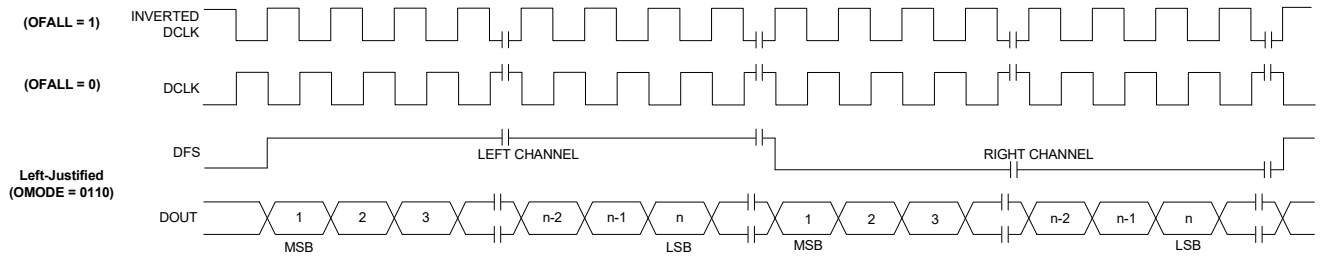 (OFALL = 1)
INVERTED
DCLK
(OFALL = 0)
DCLK
DFS
LEFT CHANNEL
RIGHT CHANNEL
Left-Justified
(OMODE = 0110)
DOUT
1 2 3 n-2 n-1 n 1 2 3 n-2 n-1 n
MSB LSB MSB LSB